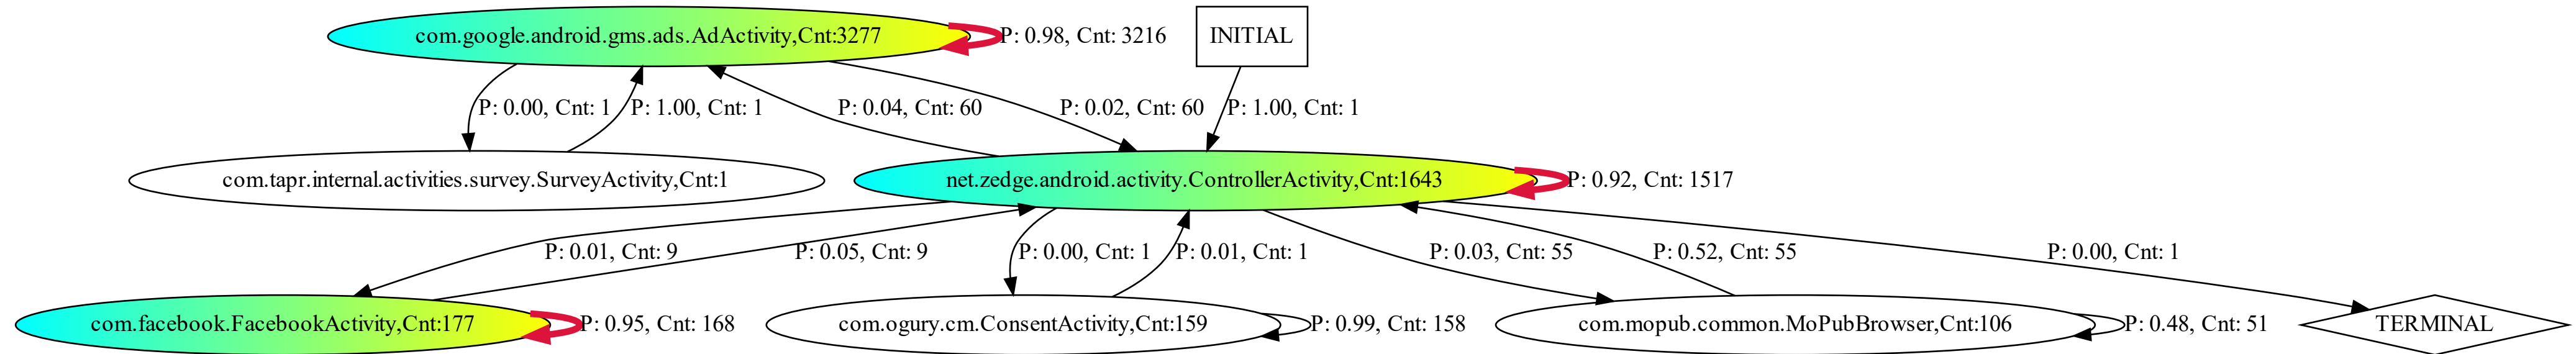 com.google.android.gms.ads.AdActivity,Cnt:3277
P: 0.98, Cnt: 3216
INITIAL
P: 0.00, Cnt: 1
P: 1.00, Cnt: 1
P: 0.04, Cnt: 60
P: 0.02, Cnt: 60
P: 1.00, Cnt: 1
com.tapr.internal.activities.survey.SurveyActivity,Cnt:1
net.zedge.android.activity.ControllerActivity,Cnt:1643
P: 0.92, Cnt: 1517
P: 0.01, Cnt: 9
P: 0.05, Cnt: 9
P: 0.00, Cnt: 1
P: 0.01, Cnt: 1
P: 0.03, Cnt: 55
P: 0.52, Cnt: 55
P: 0.00, Cnt: 1
com.facebook.FacebookActivity,Cnt:177
P: 0.95, Cnt: 168
com.ogury.cm.ConsentActivity,Cnt:159
P: 0.99, Cnt: 158
com.mopub.common.MoPubBrowser,Cnt:106
P: 0.48, Cnt: 51
TERMINAL